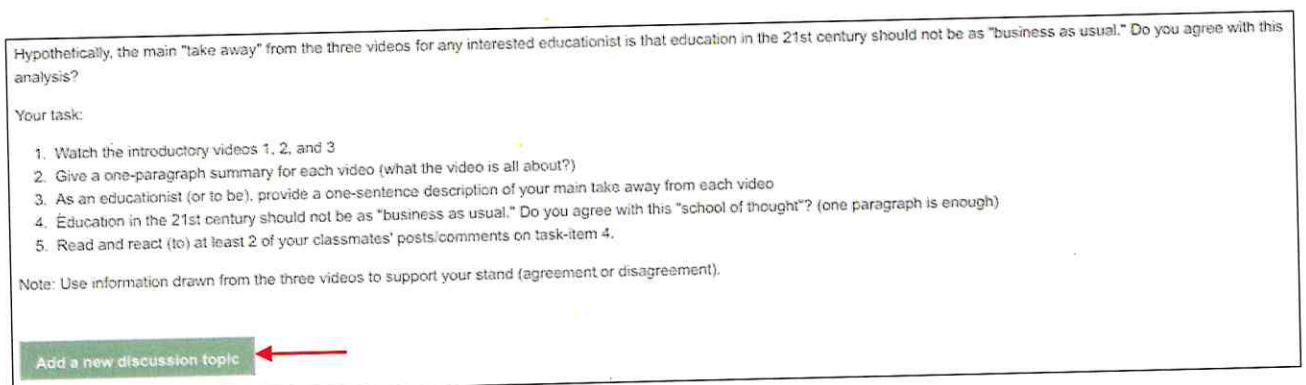 Hypothetically, the main "take away" from the three videos for any interested educationist is that education in the 21st century should not be as "business as usual." Do you agree with this
analysis?
Your task:
1. Watch the introductory videos 1, 2, and 3
2. Give a one-paragraph summary for each video (what the video is all about?)
3. As an educationist (or to be), provide a one-sentence description of your main take away from each video
4. Education in the 21st century should not be as "business as usual." Do you agree with this "school of thought"? (one paragraph is enough)
5. Read and react (to) at least 2 of your classmates' posts/comments on task-item 4.
Note: Use information drawn from the three videos to support your stand (agreement or disagreement).
Add a new discussion topic